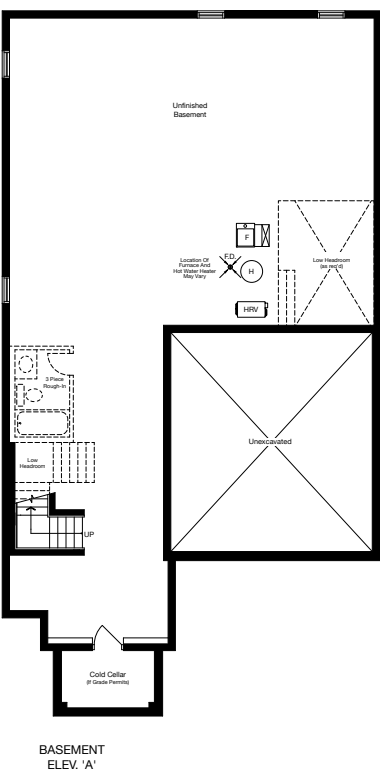 Unfinished
Basement
F
F.D.
Location Of
Furnace And
Hot Water Heater
May Vary
H
Low Headroom
(as req'd)
HRV
3 Piece
Rough-In
Unexcavated
Low
Headroom
UP
Cold Cellar
(If Grade Permits)
BASEMENT
ELEV. 'A'